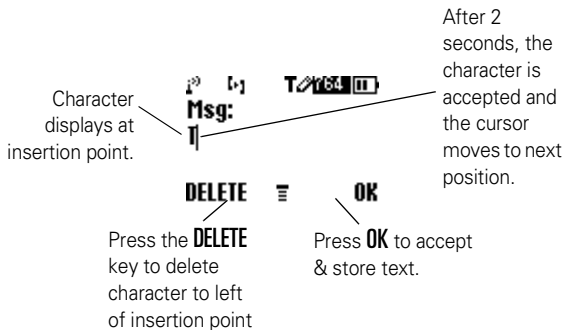 After 2
seconds, the
character is
accepted and
the cursor
moves to next
position.
Character
displays at
insertion point.
Msg:
T
DELETE OK
Press the DELETE
key to delete
character to left
of insertion point
Press OK to accept
& store text.